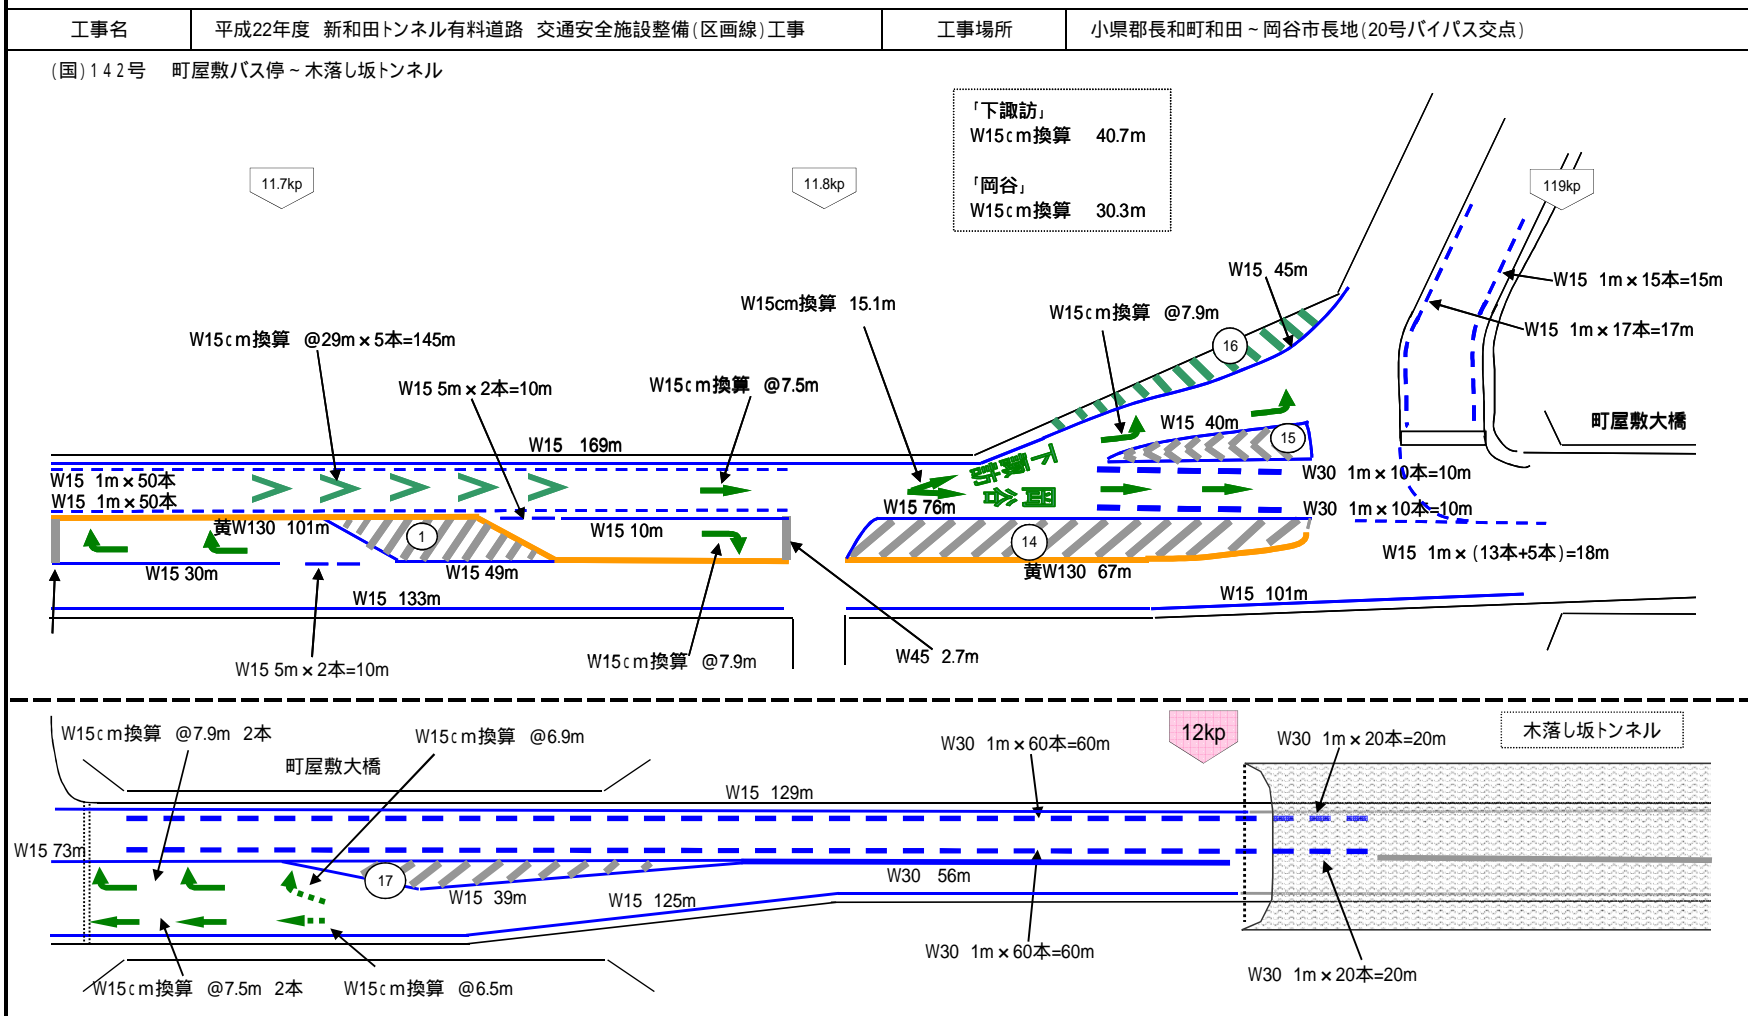 工事名 平成22年度 新和田トンネル有料道路 交通安全施設整備(区画線)工事 工事場所 小県郡長和町和田~岡谷市長地(20号バイパス交点)
(国)142号 町屋敷バス停~木落し坂トンネル
「下諏訪」
W15cm換算 40.7m
「岡谷」
W15cm換算 30.3m
11.7kp
11.8kp
119kp
W15 45m
W15 1m×15本=15m
W15cm換算 15.1m
W15cm換算 @7.9m
W15 1m×17本=17m
W15cm換算 @29m×5本=145m
16
W15 5m×2本=10m
W15cm換算 @7.5m
W15 40m
町屋敷大橋
15
W15 169m
下諏訪
W15 1m×50本
W15 1m×50本
W30 1m×10本=10m
岡谷
W15 76m
W30 1m×10本=10m
黄W130 101m
1
W15 10m
14
W15 1m×(13本+5本)=18m
W15 30m
W15 49m
黄W130 67m
W15 133m
W15 101m
W15 5m×2本=10m
W15cm換算 @7.9m
W45 2.7m
W15cm換算 @7.9m 2本
W15cm換算 @6.9m
町屋敷大橋
W30 1m×60本=60m
12kp
W30 1m×20本=20m
木落し坂トンネル
W15 129m
W15 73m
17
W15 39m
W15 125m
W30 56m
W30 1m×60本=60m
W30 1m×20本=20m
W15cm換算 @7.5m 2本
W15cm換算 @6.5m